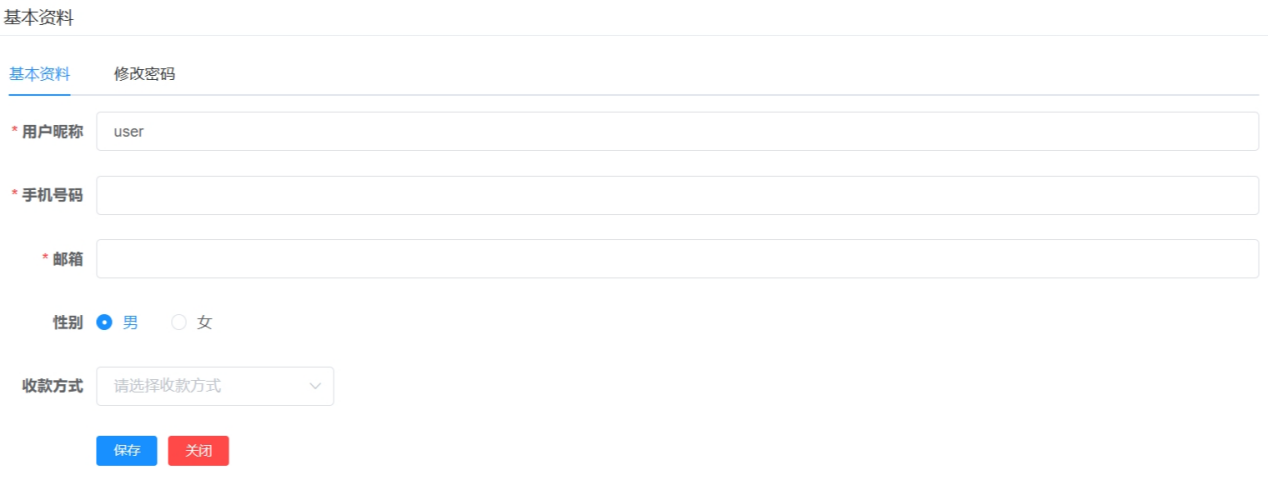 基本资料
基本资料 修改密码
* 用户昵称 user
* 手机号码
* 邮箱
性别 男 女
收款方式 请选择收款方式
保存 关闭